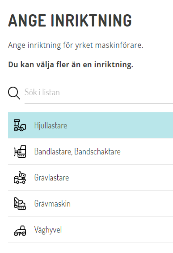 ANGE INRIKTNING
Ange inriktning för yrket maskinförare.
Du kan välja fler än en inriktning.
Sök i listan
Hjullastare
Bandlastare, Bandschaktare
Grävlastare
Grävmaskin
Väghyvel